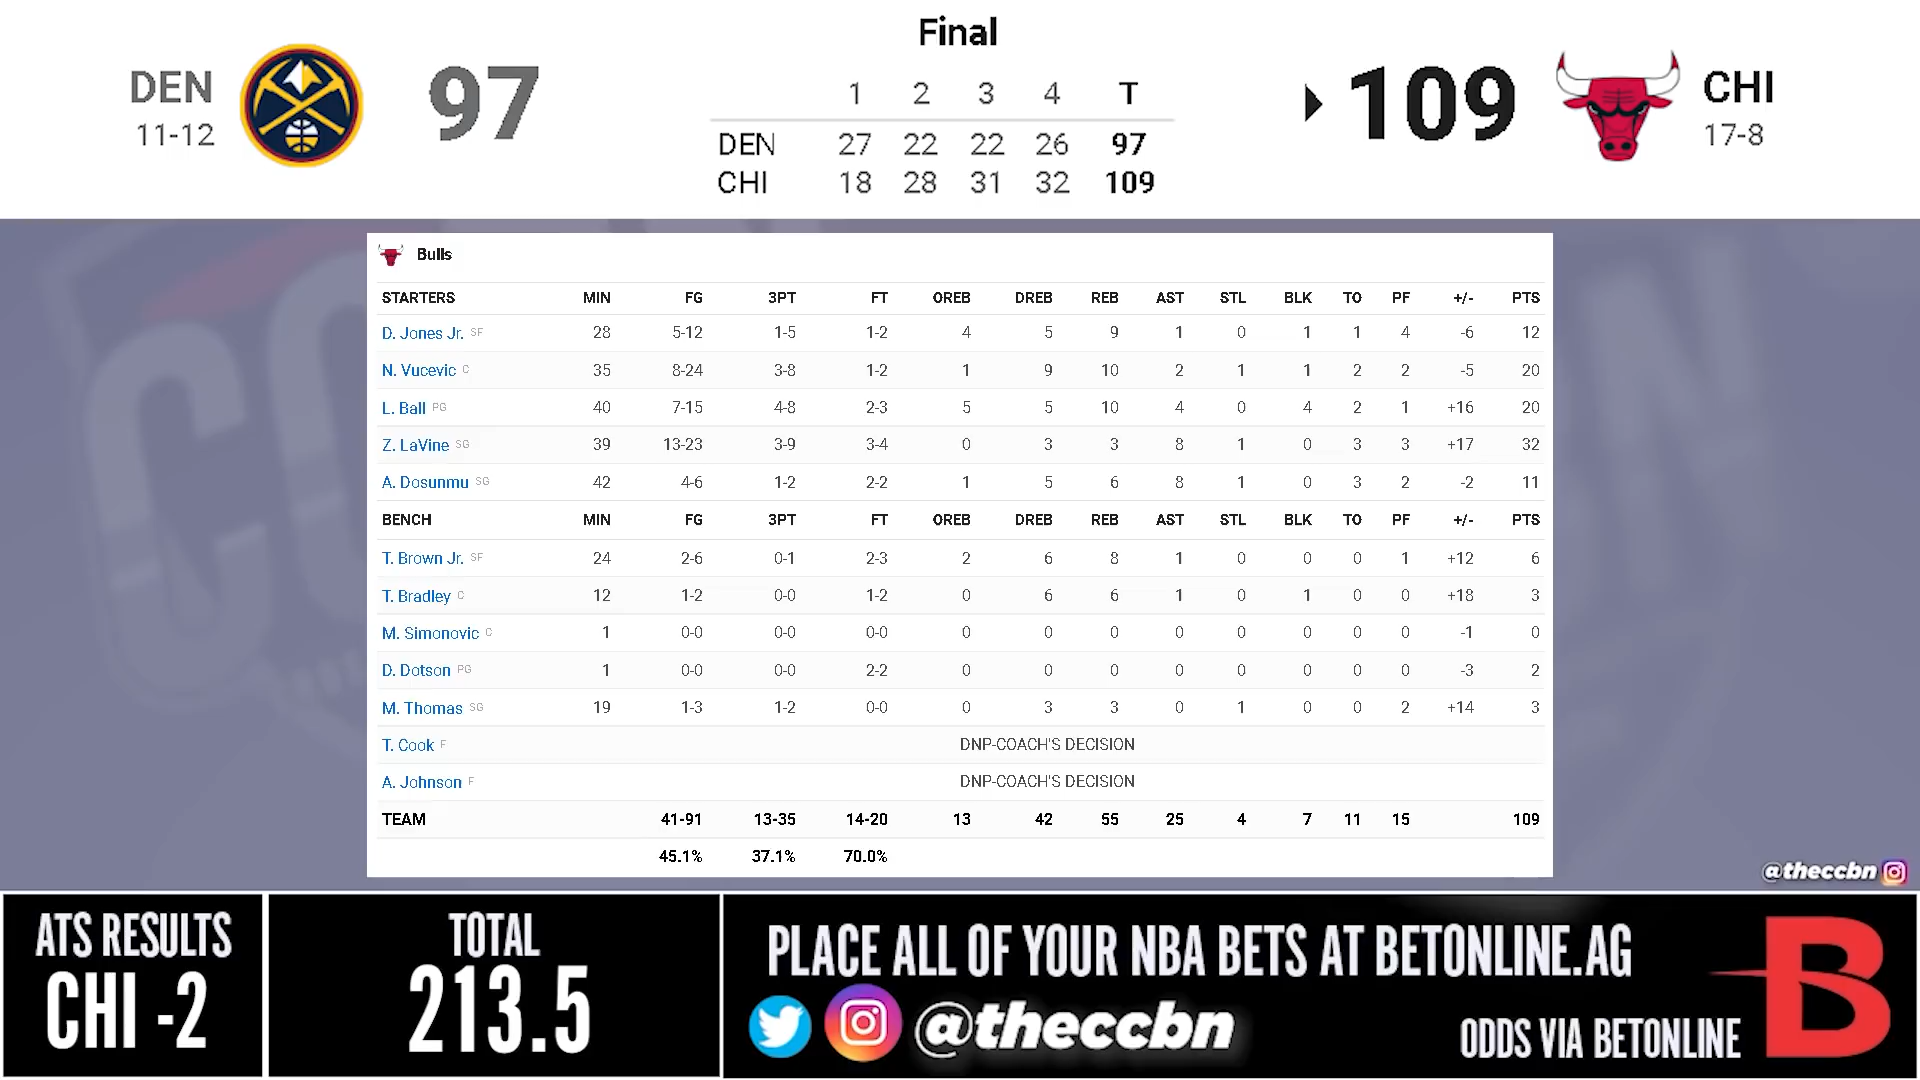 Final
DEN 97 1 2 3 4 T 109 CHI
11-12 DEN 27 22 22 26 97 17-8
CHI 18 28 31 32 109
Bulls
STARTERS MIN FG 3PT FT OREB DREB REB AST STL BLK TO PF +/- PTS
D. Jones Jr. SF 28 5-12 1-5 1-2 4 5 9 1 0 1 1 4 -6 12
N. Vucevic C 35 8-24 3-8 1-2 1 9 10 2 1 1 2 2 -5 20
L. Ball PG 40 7-15 4-8 2-3 5 5 10 4 0 4 2 1 +16 20
Z. LaVine SG 39 13-23 3-9 3-4 0 3 3 8 1 0 3 3 +17 32
A. Dosunmu SG 42 4-6 1-2 2-2 1 5 6 8 1 0 3 2 -2 11
BENCH MIN FG 3PT FT OREB DREB REB AST STL BLK TO PF +/- PTS
T. Brown Jr. SF 24 2-6 0-1 2-3 2 6 8 1 0 0 0 1 +12 6
T. Bradley C 12 1-2 0-0 1-2 0 6 6 1 0 1 0 0 +18 3
M. Simonovic C 1 0-0 0-0 0-0 0 0 0 0 0 0 0 0 -1 0
D. Dotson PG 1 0-0 0-0 2-2 0 0 0 0 0 0 0 0 -3 2
M. Thomas SG 19 1-3 1-2 0-0 0 3 3 0 1 0 0 2 +14 3
T. Cook F DNP-COACH'S DECISION
A. Johnson F DNP-COACH'S DECISION
TEAM 41-91 13-35 14-20 13 42 55 25 4 7 11 15 109
45.1% 37.1% 70.0%
@theccbn
ATS RESULTS
CHI -2
TOTAL
213.5
PLACE ALL OF YOUR NBA BETS AT BETONLINE.AG
@theccbn
ODDS VIA BETONLINE
B